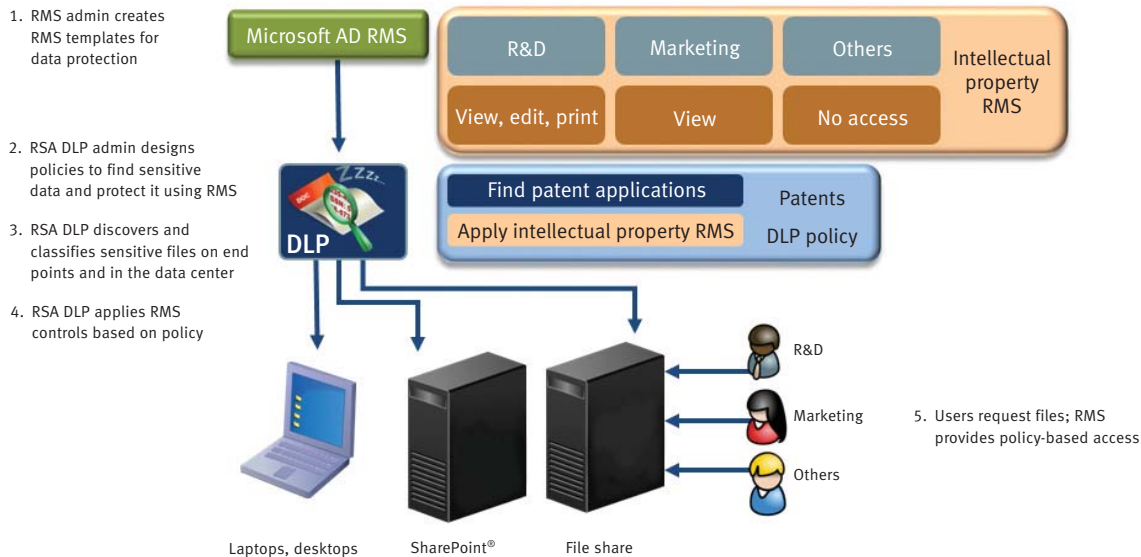 1. RMS admin creates
RMS templates for
data protection
Microsoft AD RMS
R&D
Marketing
Others
View, edit, print
View
No access
Intellectual
property
RMS
2. RSA DLP admin designs
policies to find sensitive
data and protect it using RMS
3. RSA DLP discovers and
classifies sensitive files on end
points and in the data center
4. RSA DLP applies RMS
controls based on policy
ZZZz...
DOC
DLP
Find patent applications
Apply intellectual property RMS
Patents
DLP policy
R&D
Marketing
Others
5. Users request files; RMS
provides policy-based access
Laptops, desktops
SharePoint®
File share